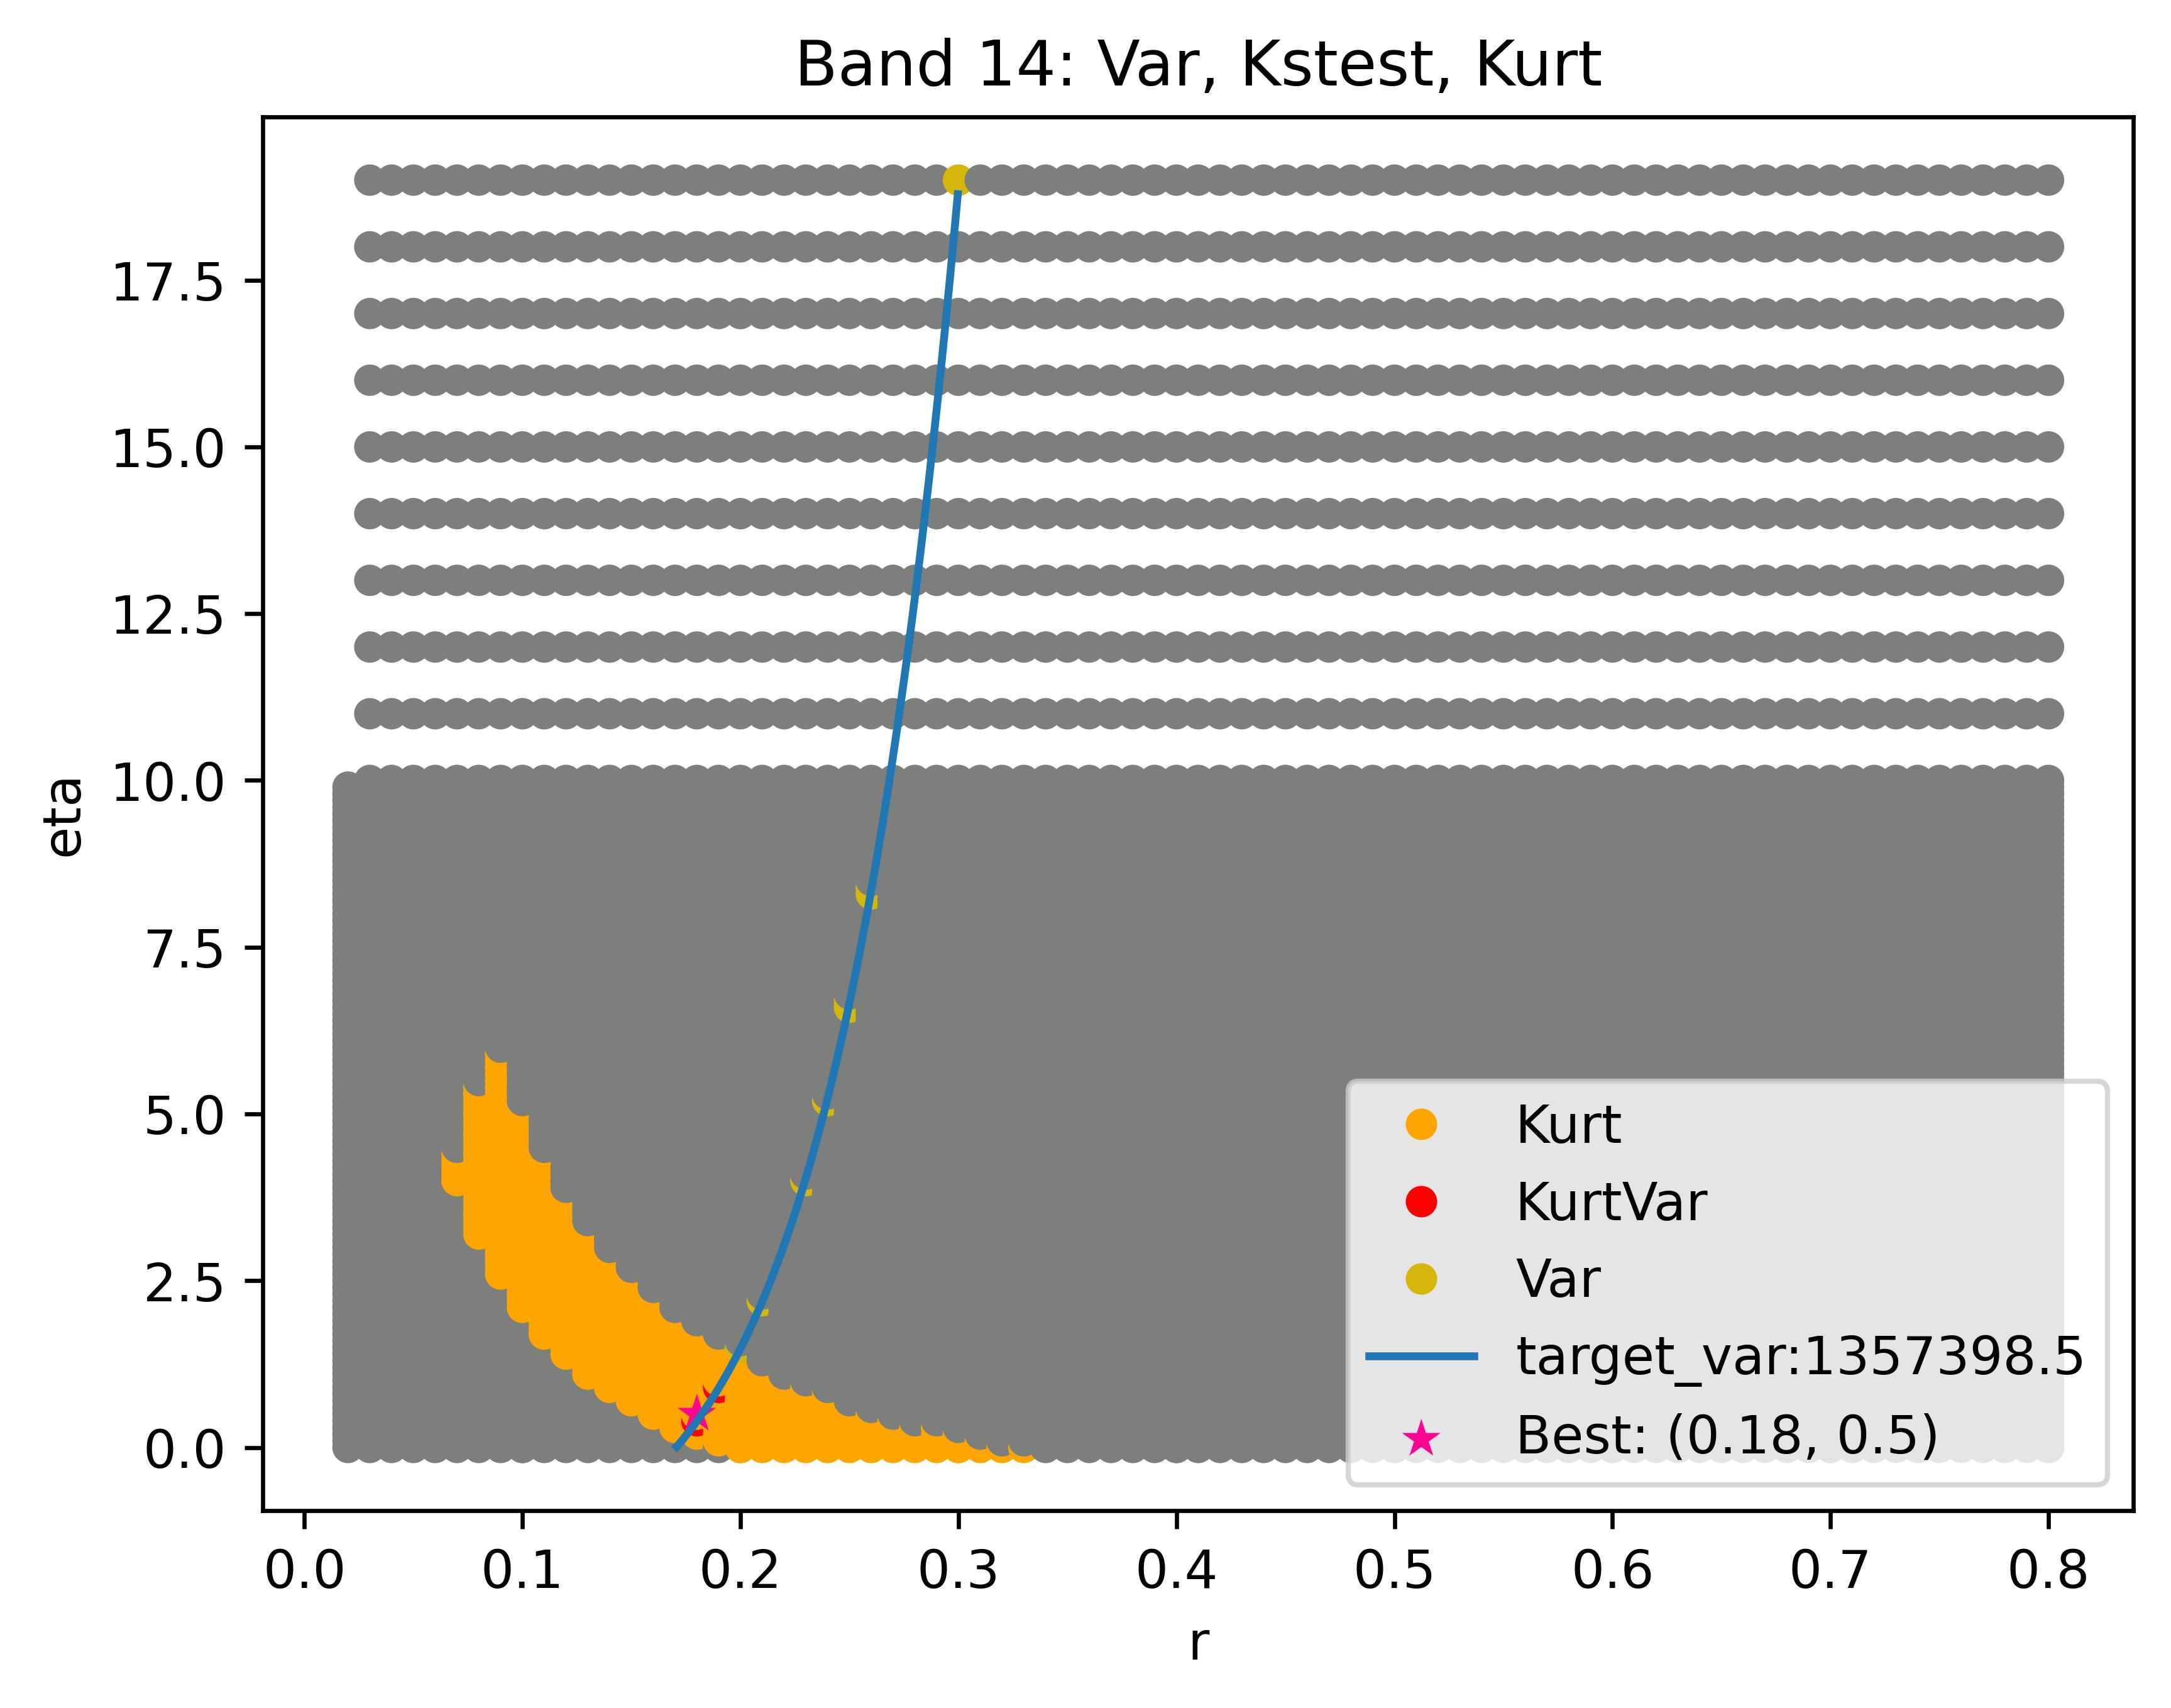 Band 14: Var, Kstest, Kurt
17.5
15.0
12.5
10.0
7.5
5.0
2.5
0.0
eta
Kurt
KurtVar
Var
target_var:1357398.5
Best: (0.18, 0.5)
0.0 0.1 0.2 0.3 0.4 0.5 0.6 0.7 0.8
r